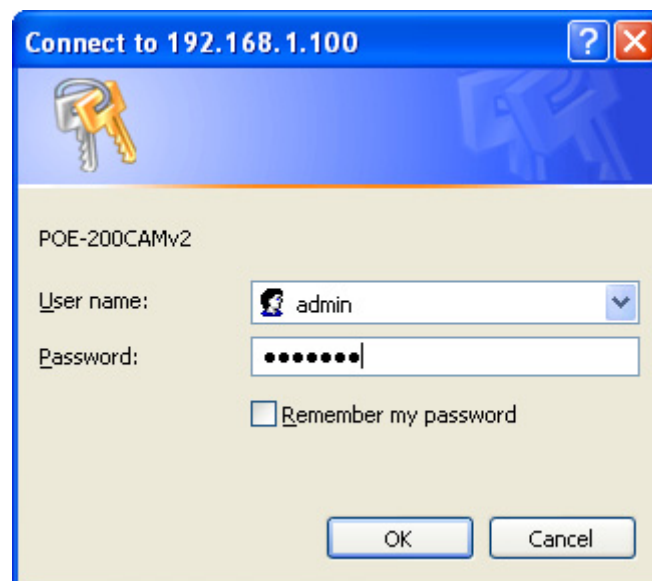 Connect to 192.168.1.100
POE-200CAMv2
User name:
admin
Password:
•••••••
Remember my password
OK
Cancel